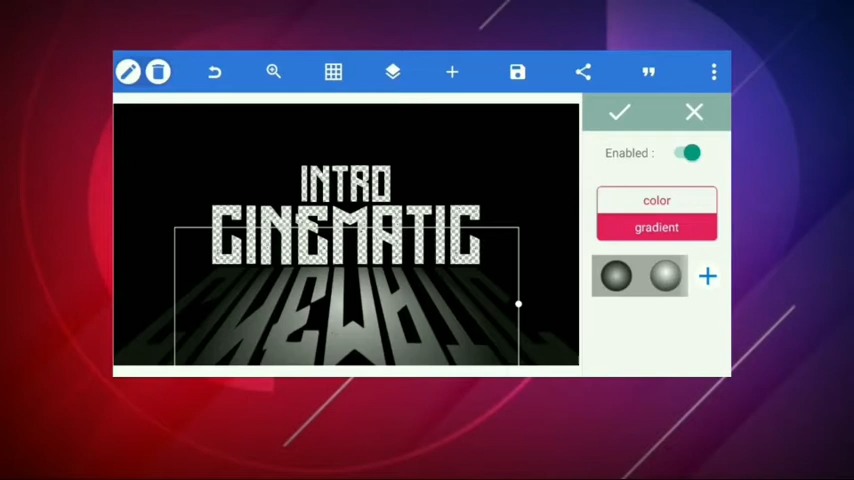 INTRO
CINEMATIC
Enabled :
color
gradient